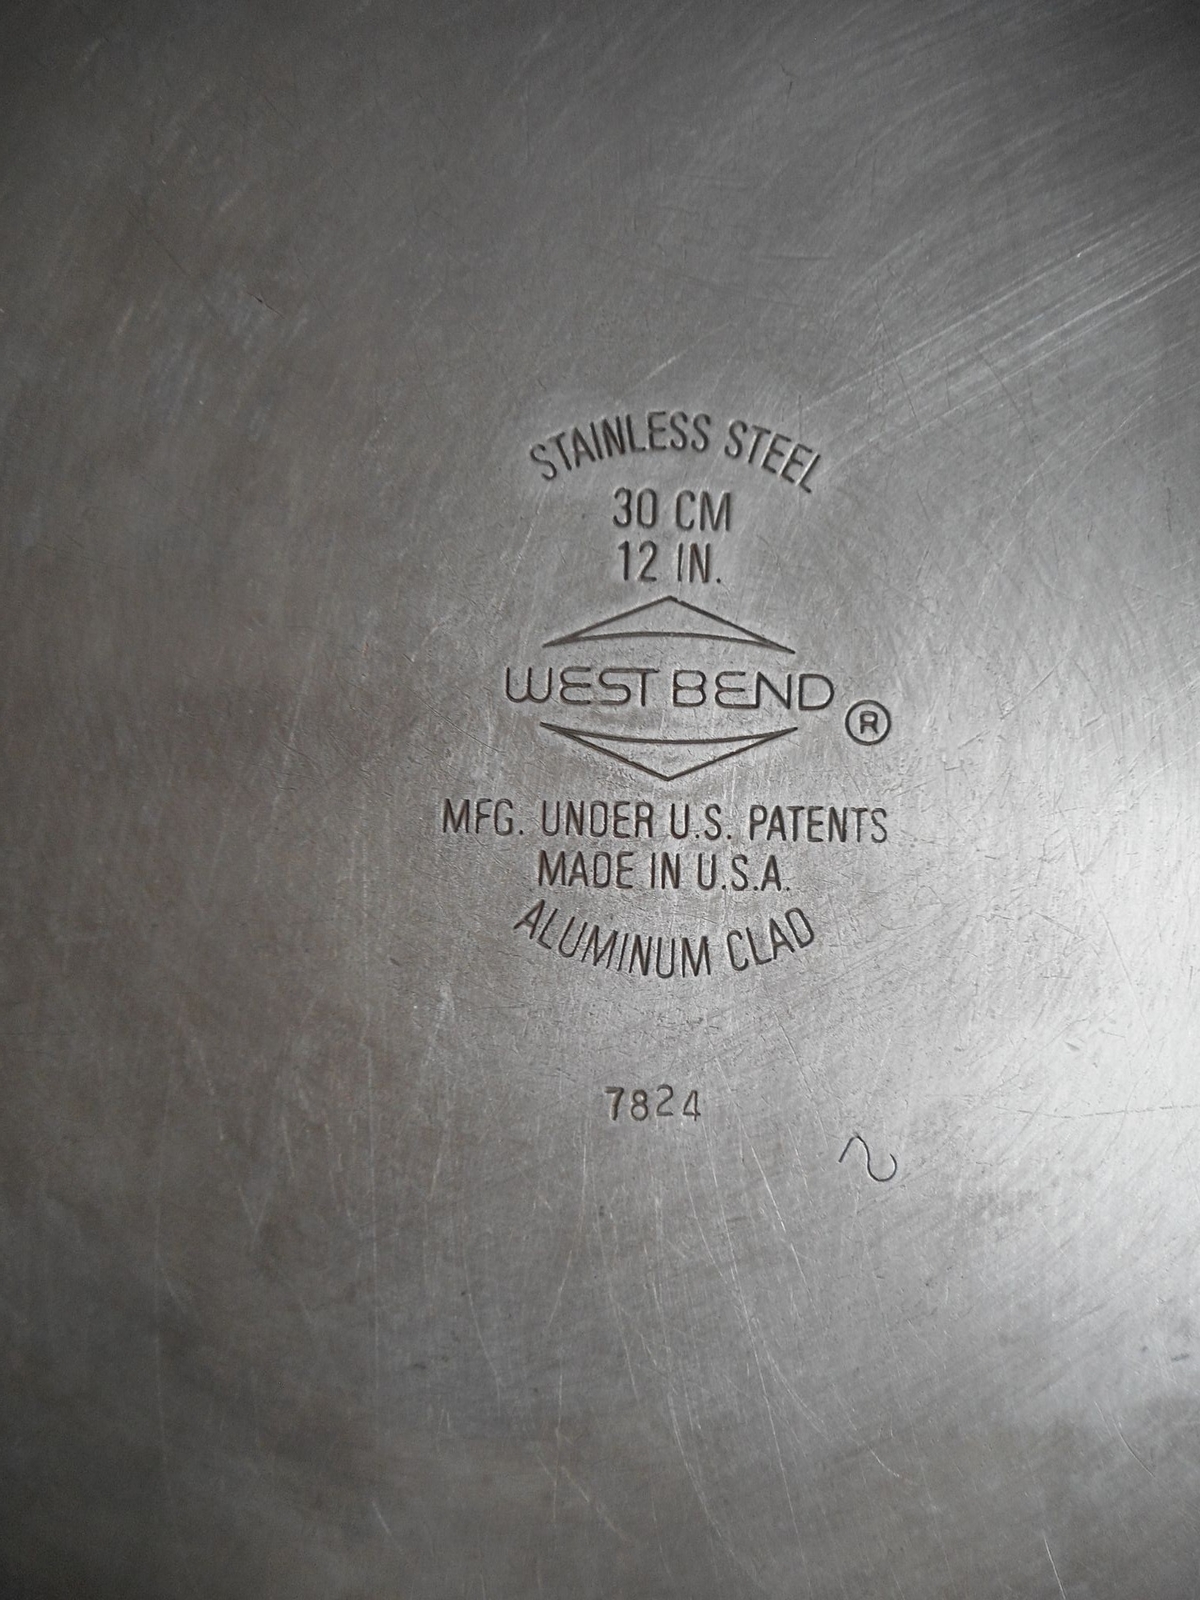 STAINLESS STEEL
30 CM
12 IN.
WEST BEND ®
MFG. UNDER U.S. PATENTS
MADE IN U.S.A.
ALUMINUM CLAD
7824